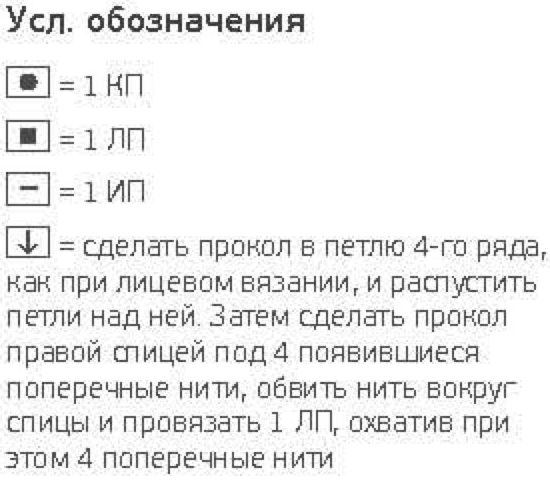 Усл. обозначения
= 1 КП
= 1 ЛП
= 1 ИП
= сделать прокол в петлю 4-го ряда,
как при лицевом вязании, и распустить
петли над ней. Затем сделать прокол
правой спицей под 4 появившиеся
поперечные нити, обвить нить вокруг
спицы и провязать 1 ЛП, охватив при
этом 4 поперечные нити